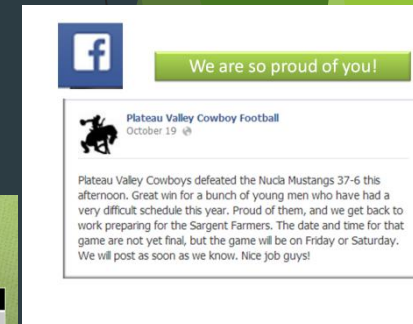 f
We are so proud of you!
Plateau Valley Cowboy Football
October 19
Plateau Valley Cowboys defeated the Nucla Mustangs 37-6 this
afternoon. Great win for a bunch of young men who have had a
very difficult schedule this year. Proud of them, and we get back to
work preparing for the Sargent Farmers. The date and time for that
game are not yet final, but the game will be on Friday or Saturday.
We will post as soon as we know. Nice job guys!